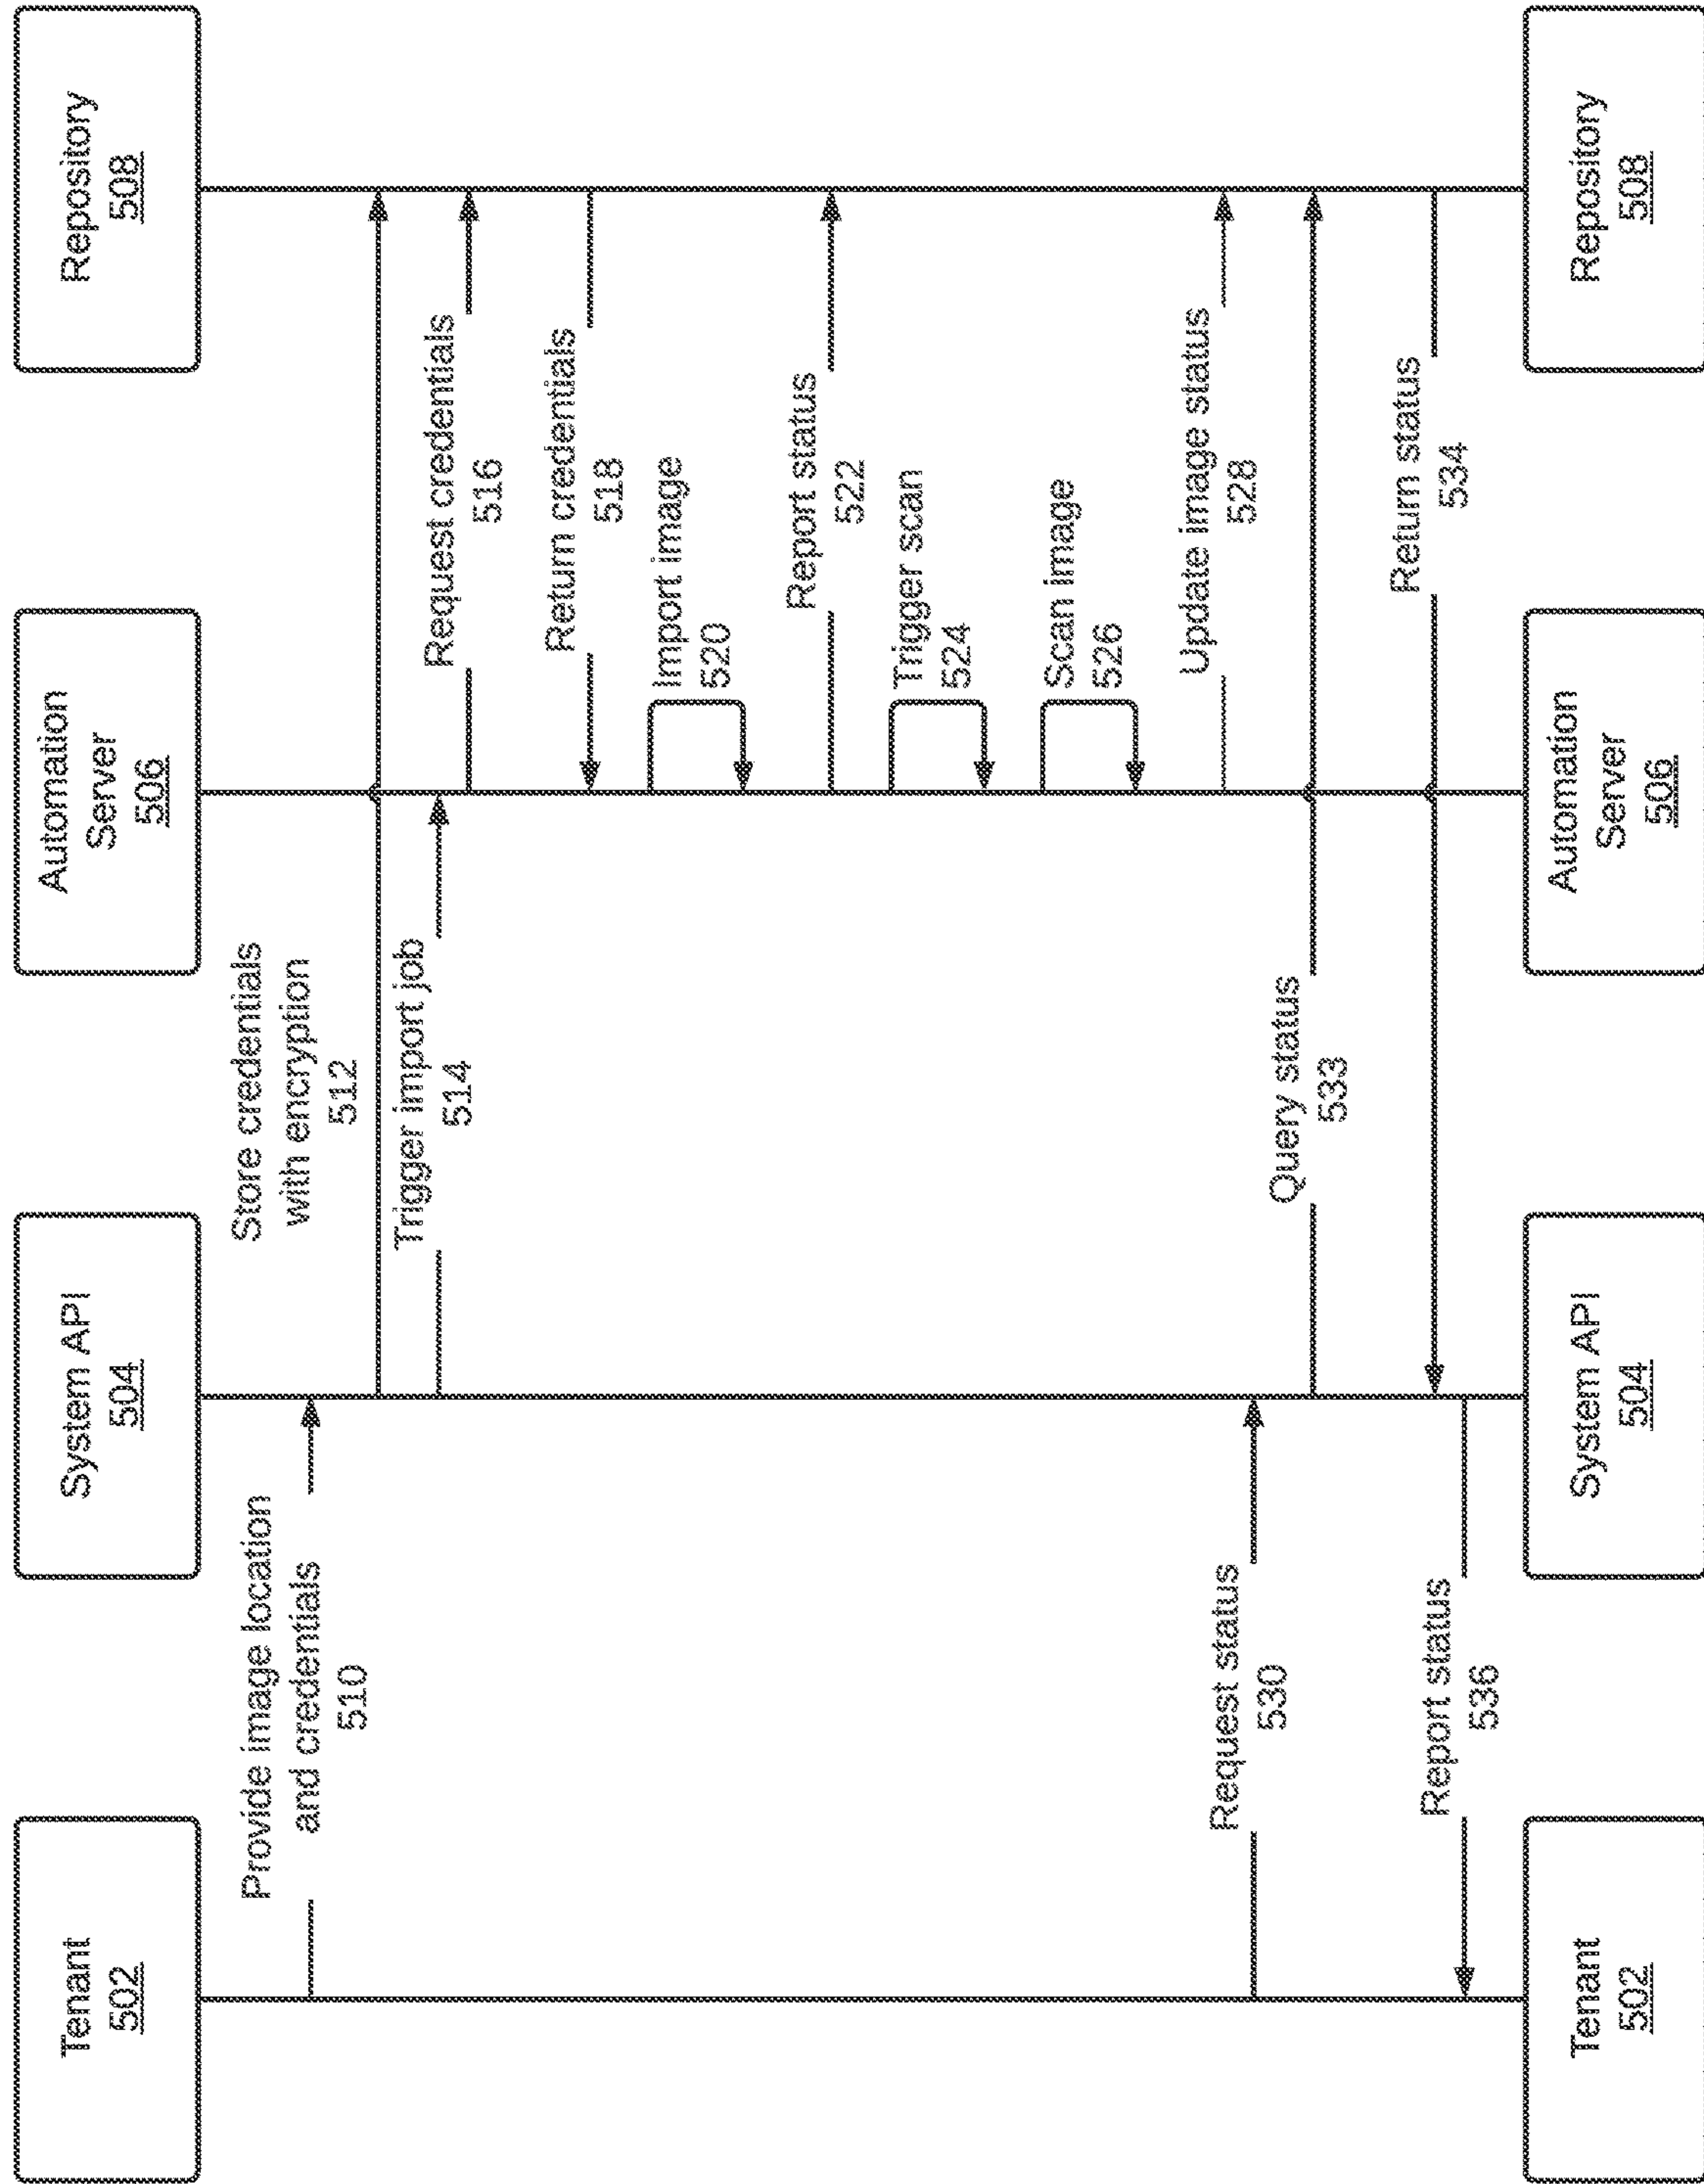 Tenant
502
System API
504
Automation
Server
506
Repository
508
Provide image location
and credentials
510
Store credentials
with encryption
512
Trigger import job
514
Request credentials
516
Return credentials
518
Import image
520
Report status
522
Trigger scan
524
Scan image
526
Update image status
528
Request status
530
Query status
533
Return status
534
Report status
536
Tenant
502
System API
504
Automation
Server
506
Repository
508